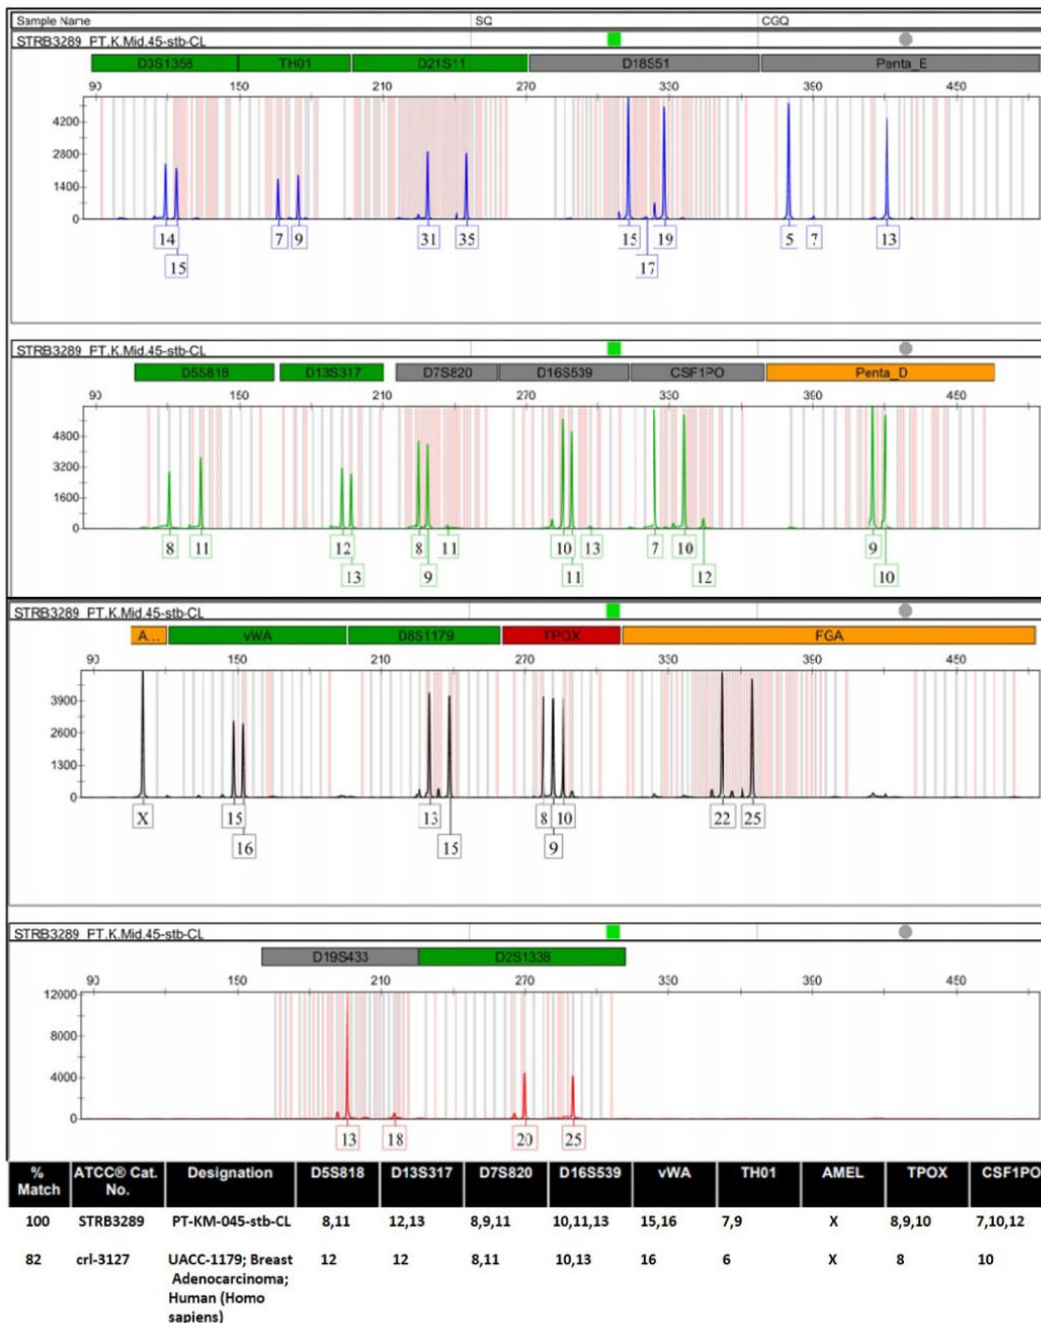 Sample Name SQ CGQ
STRB3289 PT.K.Mid.45-stb-CL
D3S1358 TH01 D21S11 D18S51 Penta_E
90 150 210 270 330 390 450
4200
2800
1400
0
14 7 9 31 35 15 19 5 7 13
15 17
STRB3289 PT.K.Mid.45-stb-CL
D5S818 D13S317 D7S820 D16S539 CSF1PO Penta_D
90 150 210 270 330 390 450
4800
3200
1600
0
8 11 12 8 11 10 13 7 10 9
13 9 11 12 10
STRB3289 PT.K.Mid.45-stb-CL
A... vWA D8S1179 TPOX FGA
90 150 210 270 330 390 450
3900
2600
1300
0
X 15 13 8 10 22 25
16 15 9
STRB3289 PT.K.Mid.45-stb-CL
D19S433 D2S1338
90 150 210 270 330 390 450
12000
8000
4000
0
13 18 20 25
% Match ATCC® Cat. No. Designation D5S818 D13S317 D7S820 D16S539 vWA TH01 AMEL TPOX CSF1PO
100 STRB3289 PT-KM-045-stb-CL 8,11 12,13 8,9,11 10,11,13 15,16 7,9 X 8,9,10 7,10,12
82 crl-3127 UACC-1179; Breast 12 12 8,11 10,13 16 6 X 8 10
Adenocarcinoma;
Human (Homo
sapiens)